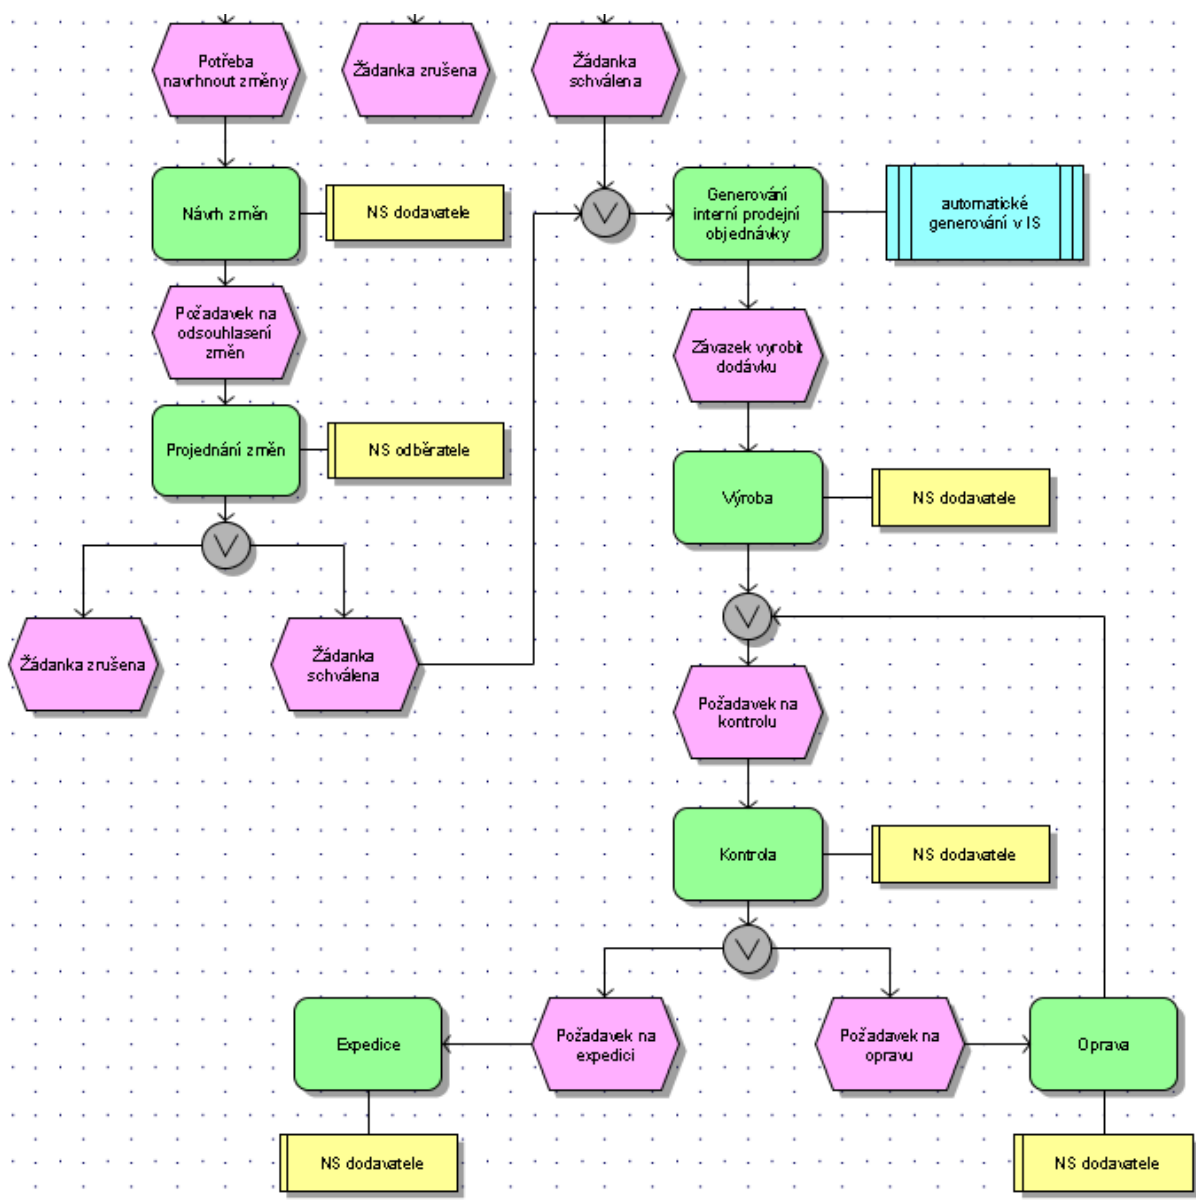 Potřeba
navrhnout změny
Žádanka zrušena
Žádanka
schválena
Návrh změn
NS dodavatele
Generování
interní prodejní
objednávky
automatické
generování v IS
Požadavek na
odsouhlasení
změn
Závazek vyrobit
dodávku
Projednání změn
NS odběratele
Výroba
NS dodavatele
Žádanka zrušena
Žádanka
schválena
Požadavek na
kontrolu
Kontrola
NS dodavatele
Expedice
Požadavek na
expedici
Požadavek na
opravu
Oprava
NS dodavatele
NS dodavatele